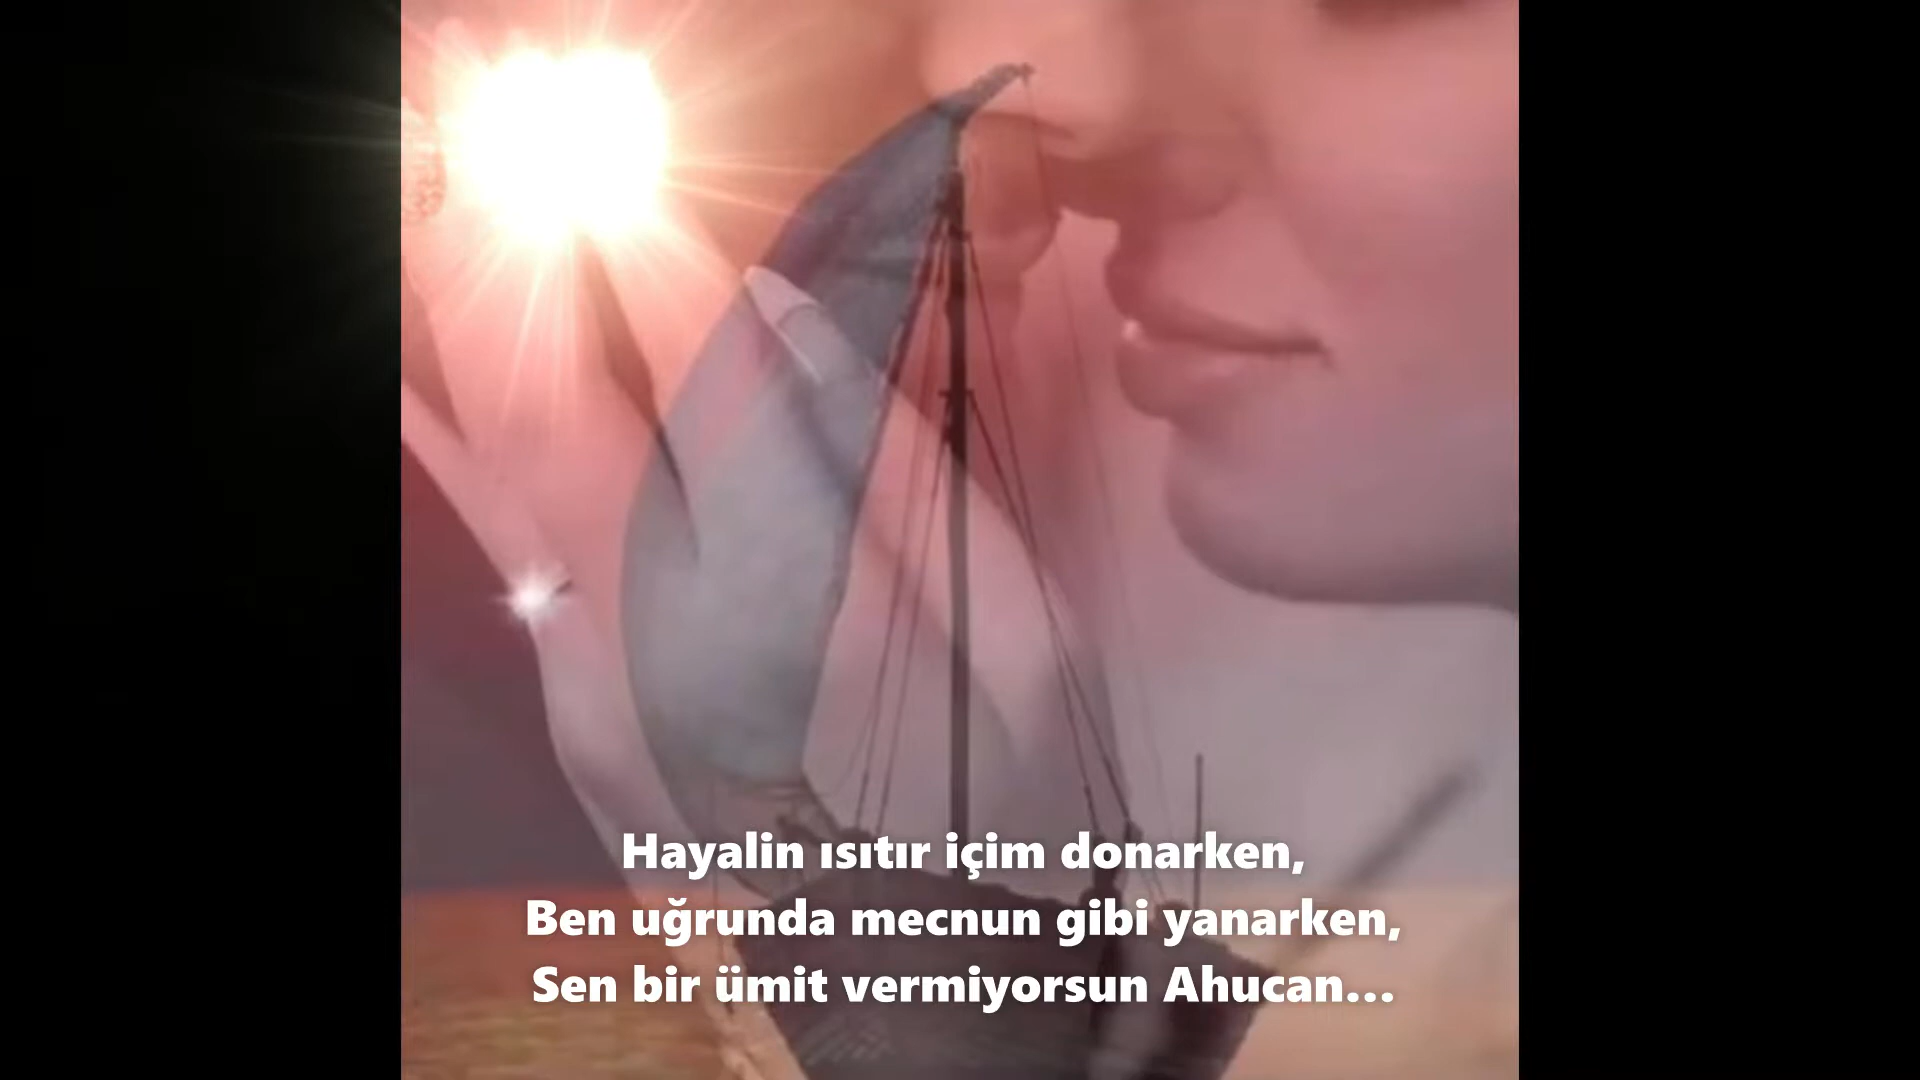 Hayalin ısıtır içim donarken,
Ben uğrunda mecnun gibi yanarken,
Sen bir ümit vermiyorsun Ahucan...